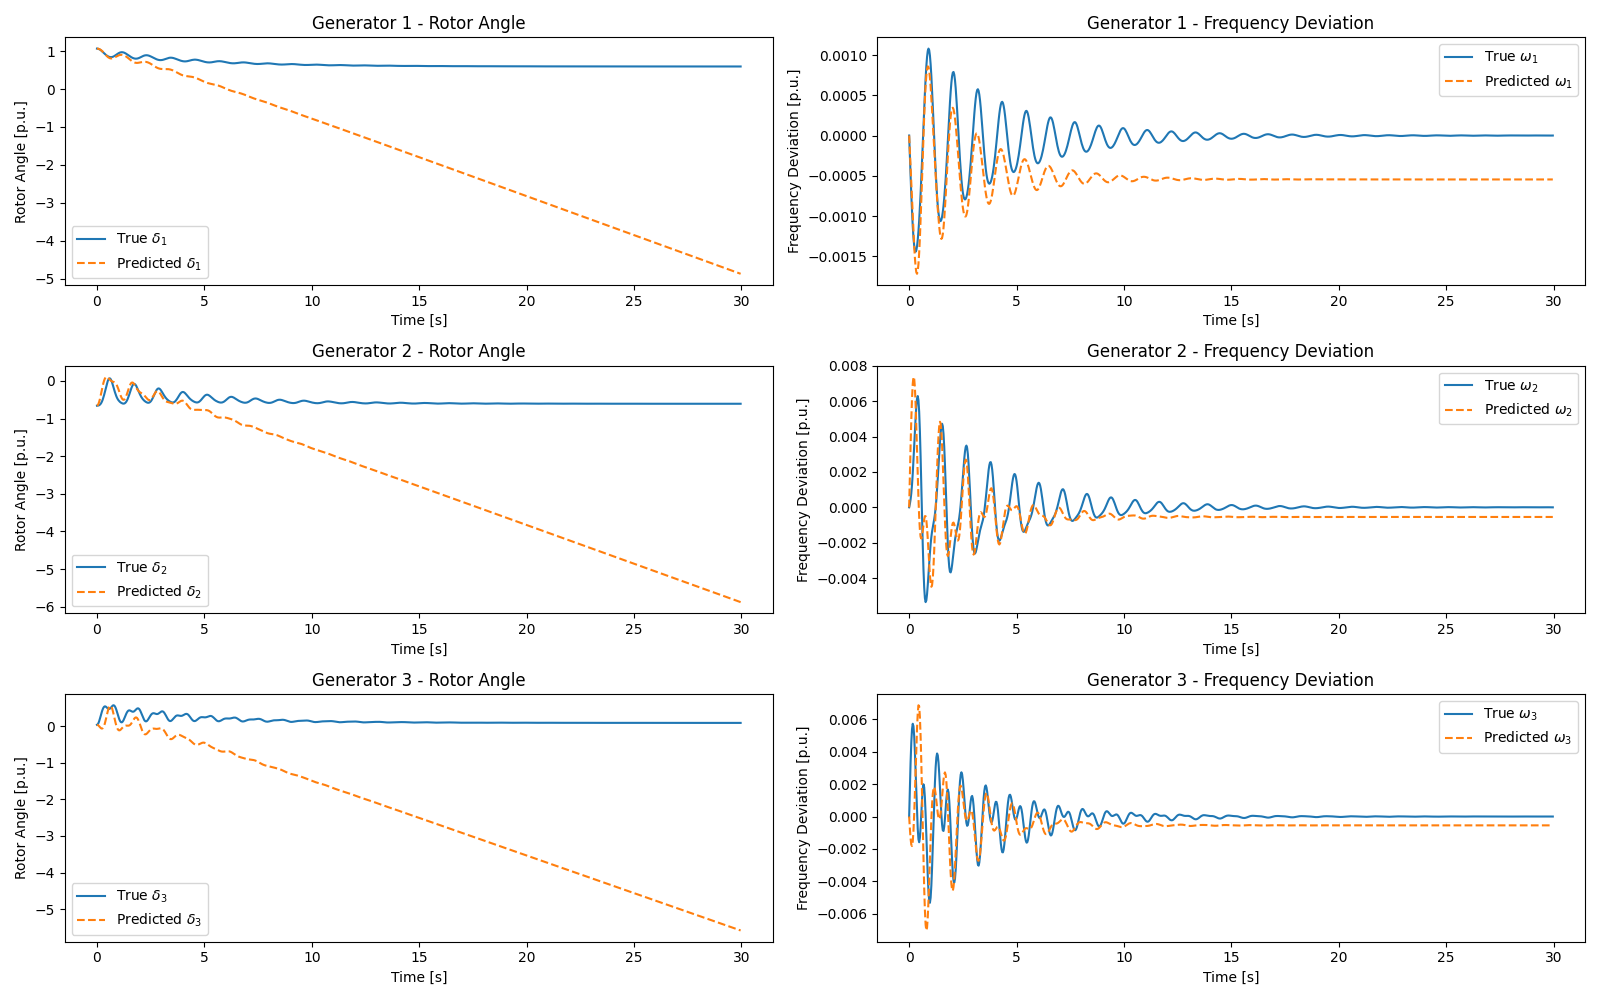 Generator 1 - Rotor Angle
Rotor Angle [p.u.]
1
0
−1
−2
−3
−4
−5
True δ1
Predicted δ1
0 5 10 15 20 25 30
Time [s]
Generator 1 - Frequency Deviation
Frequency Deviation [p.u.]
0.0010
0.0005
0.0000
−0.0005
−0.0010
−0.0015
True ω1
Predicted ω1
0 5 10 15 20 25 30
Time [s]
Generator 2 - Rotor Angle
Rotor Angle [p.u.]
0
−1
−2
−3
−4
−5
−6
True δ2
Predicted δ2
0 5 10 15 20 25 30
Time [s]
Generator 2 - Frequency Deviation
Frequency Deviation [p.u.]
0.008
0.006
0.004
0.002
0.000
−0.002
−0.004
True ω2
Predicted ω2
0 5 10 15 20 25 30
Time [s]
Generator 3 - Rotor Angle
Rotor Angle [p.u.]
0
−1
−2
−3
−4
−5
True δ3
Predicted δ3
0 5 10 15 20 25 30
Time [s]
Generator 3 - Frequency Deviation
Frequency Deviation [p.u.]
0.006
0.004
0.002
0.000
−0.002
−0.004
−0.006
True ω3
Predicted ω3
0 5 10 15 20 25 30
Time [s]